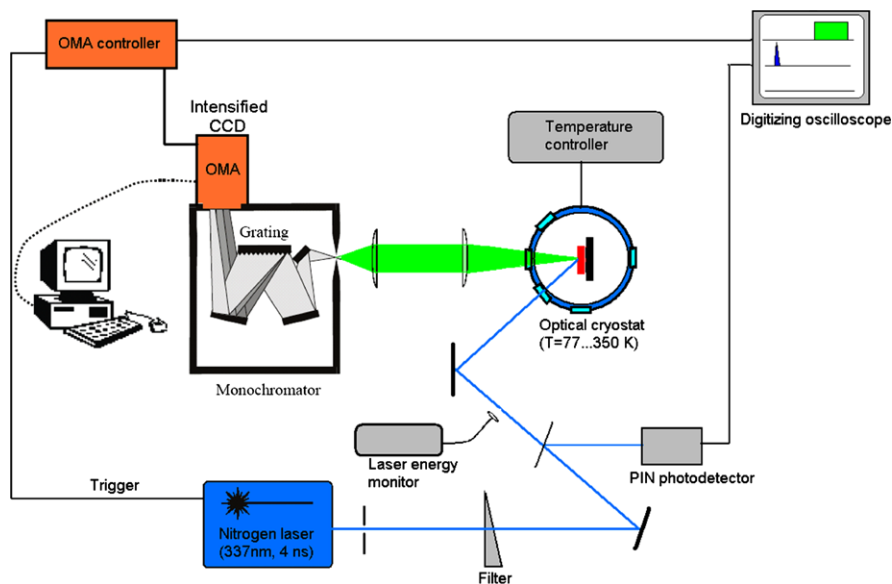 OMA controller
Intensified
CCD
OMA
Temperature
controller
Digitizing oscilloscope
Grating
Optical cryostat
(T=77...350 K)
Monochromator
Laser energy
monitor
PIN photodetector
Trigger
Nitrogen laser
(337nm, 4 ns)
Filter